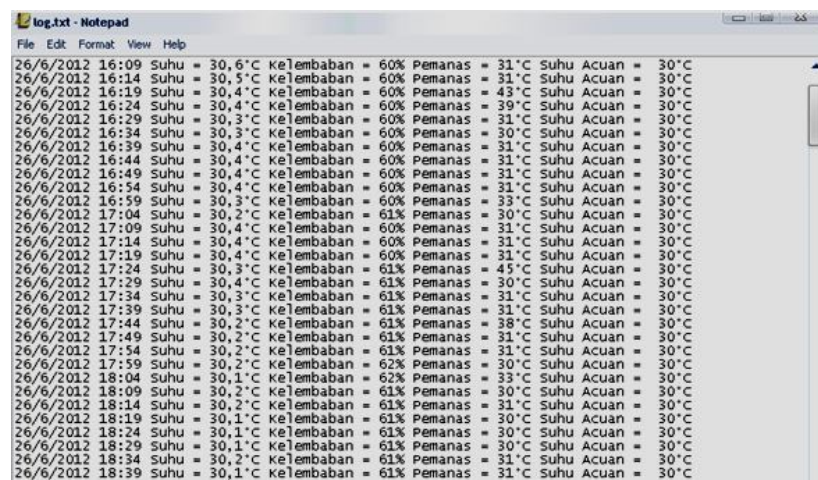 log.txt - Notepad
File Edit Format View Help
26/6/2012 16:09 Suhu = 30,6°C Kelembaban = 60% Pemanas = 31°C Suhu Acuan = 30°C
26/6/2012 16:14 Suhu = 30,5°C Kelembaban = 60% Pemanas = 31°C Suhu Acuan = 30°C
26/6/2012 16:19 Suhu = 30,4°C Kelembaban = 60% Pemanas = 43°C Suhu Acuan = 30°C
26/6/2012 16:24 Suhu = 30,4°C Kelembaban = 60% Pemanas = 39°C Suhu Acuan = 30°C
26/6/2012 16:29 Suhu = 30,3°C Kelembaban = 60% Pemanas = 31°C Suhu Acuan = 30°C
26/6/2012 16:34 Suhu = 30,3°C Kelembaban = 60% Pemanas = 30°C Suhu Acuan = 30°C
26/6/2012 16:39 Suhu = 30,4°C Kelembaban = 60% Pemanas = 31°C Suhu Acuan = 30°C
26/6/2012 16:44 Suhu = 30,4°C Kelembaban = 60% Pemanas = 31°C Suhu Acuan = 30°C
26/6/2012 16:49 Suhu = 30,4°C Kelembaban = 60% Pemanas = 31°C Suhu Acuan = 30°C
26/6/2012 16:54 Suhu = 30,4°C Kelembaban = 60% Pemanas = 31°C Suhu Acuan = 30°C
26/6/2012 16:59 Suhu = 30,3°C Kelembaban = 60% Pemanas = 33°C Suhu Acuan = 30°C
26/6/2012 17:04 Suhu = 30,2°C Kelembaban = 61% Pemanas = 30°C Suhu Acuan = 30°C
26/6/2012 17:09 Suhu = 30,4°C Kelembaban = 60% Pemanas = 31°C Suhu Acuan = 30°C
26/6/2012 17:14 Suhu = 30,4°C Kelembaban = 60% Pemanas = 31°C Suhu Acuan = 30°C
26/6/2012 17:19 Suhu = 30,4°C Kelembaban = 60% Pemanas = 31°C Suhu Acuan = 30°C
26/6/2012 17:24 Suhu = 30,3°C Kelembaban = 61% Pemanas = 45°C Suhu Acuan = 30°C
26/6/2012 17:29 Suhu = 30,4°C Kelembaban = 61% Pemanas = 30°C Suhu Acuan = 30°C
26/6/2012 17:34 Suhu = 30,3°C Kelembaban = 61% Pemanas = 31°C Suhu Acuan = 30°C
26/6/2012 17:39 Suhu = 30,3°C Kelembaban = 61% Pemanas = 31°C Suhu Acuan = 30°C
26/6/2012 17:44 Suhu = 30,2°C Kelembaban = 61% Pemanas = 38°C Suhu Acuan = 30°C
26/6/2012 17:49 Suhu = 30,2°C Kelembaban = 61% Pemanas = 31°C Suhu Acuan = 30°C
26/6/2012 17:54 Suhu = 30,2°C Kelembaban = 61% Pemanas = 31°C Suhu Acuan = 30°C
26/6/2012 17:59 Suhu = 30,2°C Kelembaban = 62% Pemanas = 30°C Suhu Acuan = 30°C
26/6/2012 18:04 Suhu = 30,1°C Kelembaban = 62% Pemanas = 33°C Suhu Acuan = 30°C
26/6/2012 18:09 Suhu = 30,2°C Kelembaban = 61% Pemanas = 30°C Suhu Acuan = 30°C
26/6/2012 18:14 Suhu = 30,2°C Kelembaban = 61% Pemanas = 31°C Suhu Acuan = 30°C
26/6/2012 18:19 Suhu = 30,1°C Kelembaban = 61% Pemanas = 30°C Suhu Acuan = 30°C
26/6/2012 18:24 Suhu = 30,1°C Kelembaban = 61% Pemanas = 30°C Suhu Acuan = 30°C
26/6/2012 18:29 Suhu = 30,1°C Kelembaban = 61% Pemanas = 30°C Suhu Acuan = 30°C
26/6/2012 18:34 Suhu = 30,2°C Kelembaban = 61% Pemanas = 31°C Suhu Acuan = 30°C
26/6/2012 18:39 Suhu = 30,1°C Kelembaban = 61% Pemanas = 31°C Suhu Acuan = 30°C